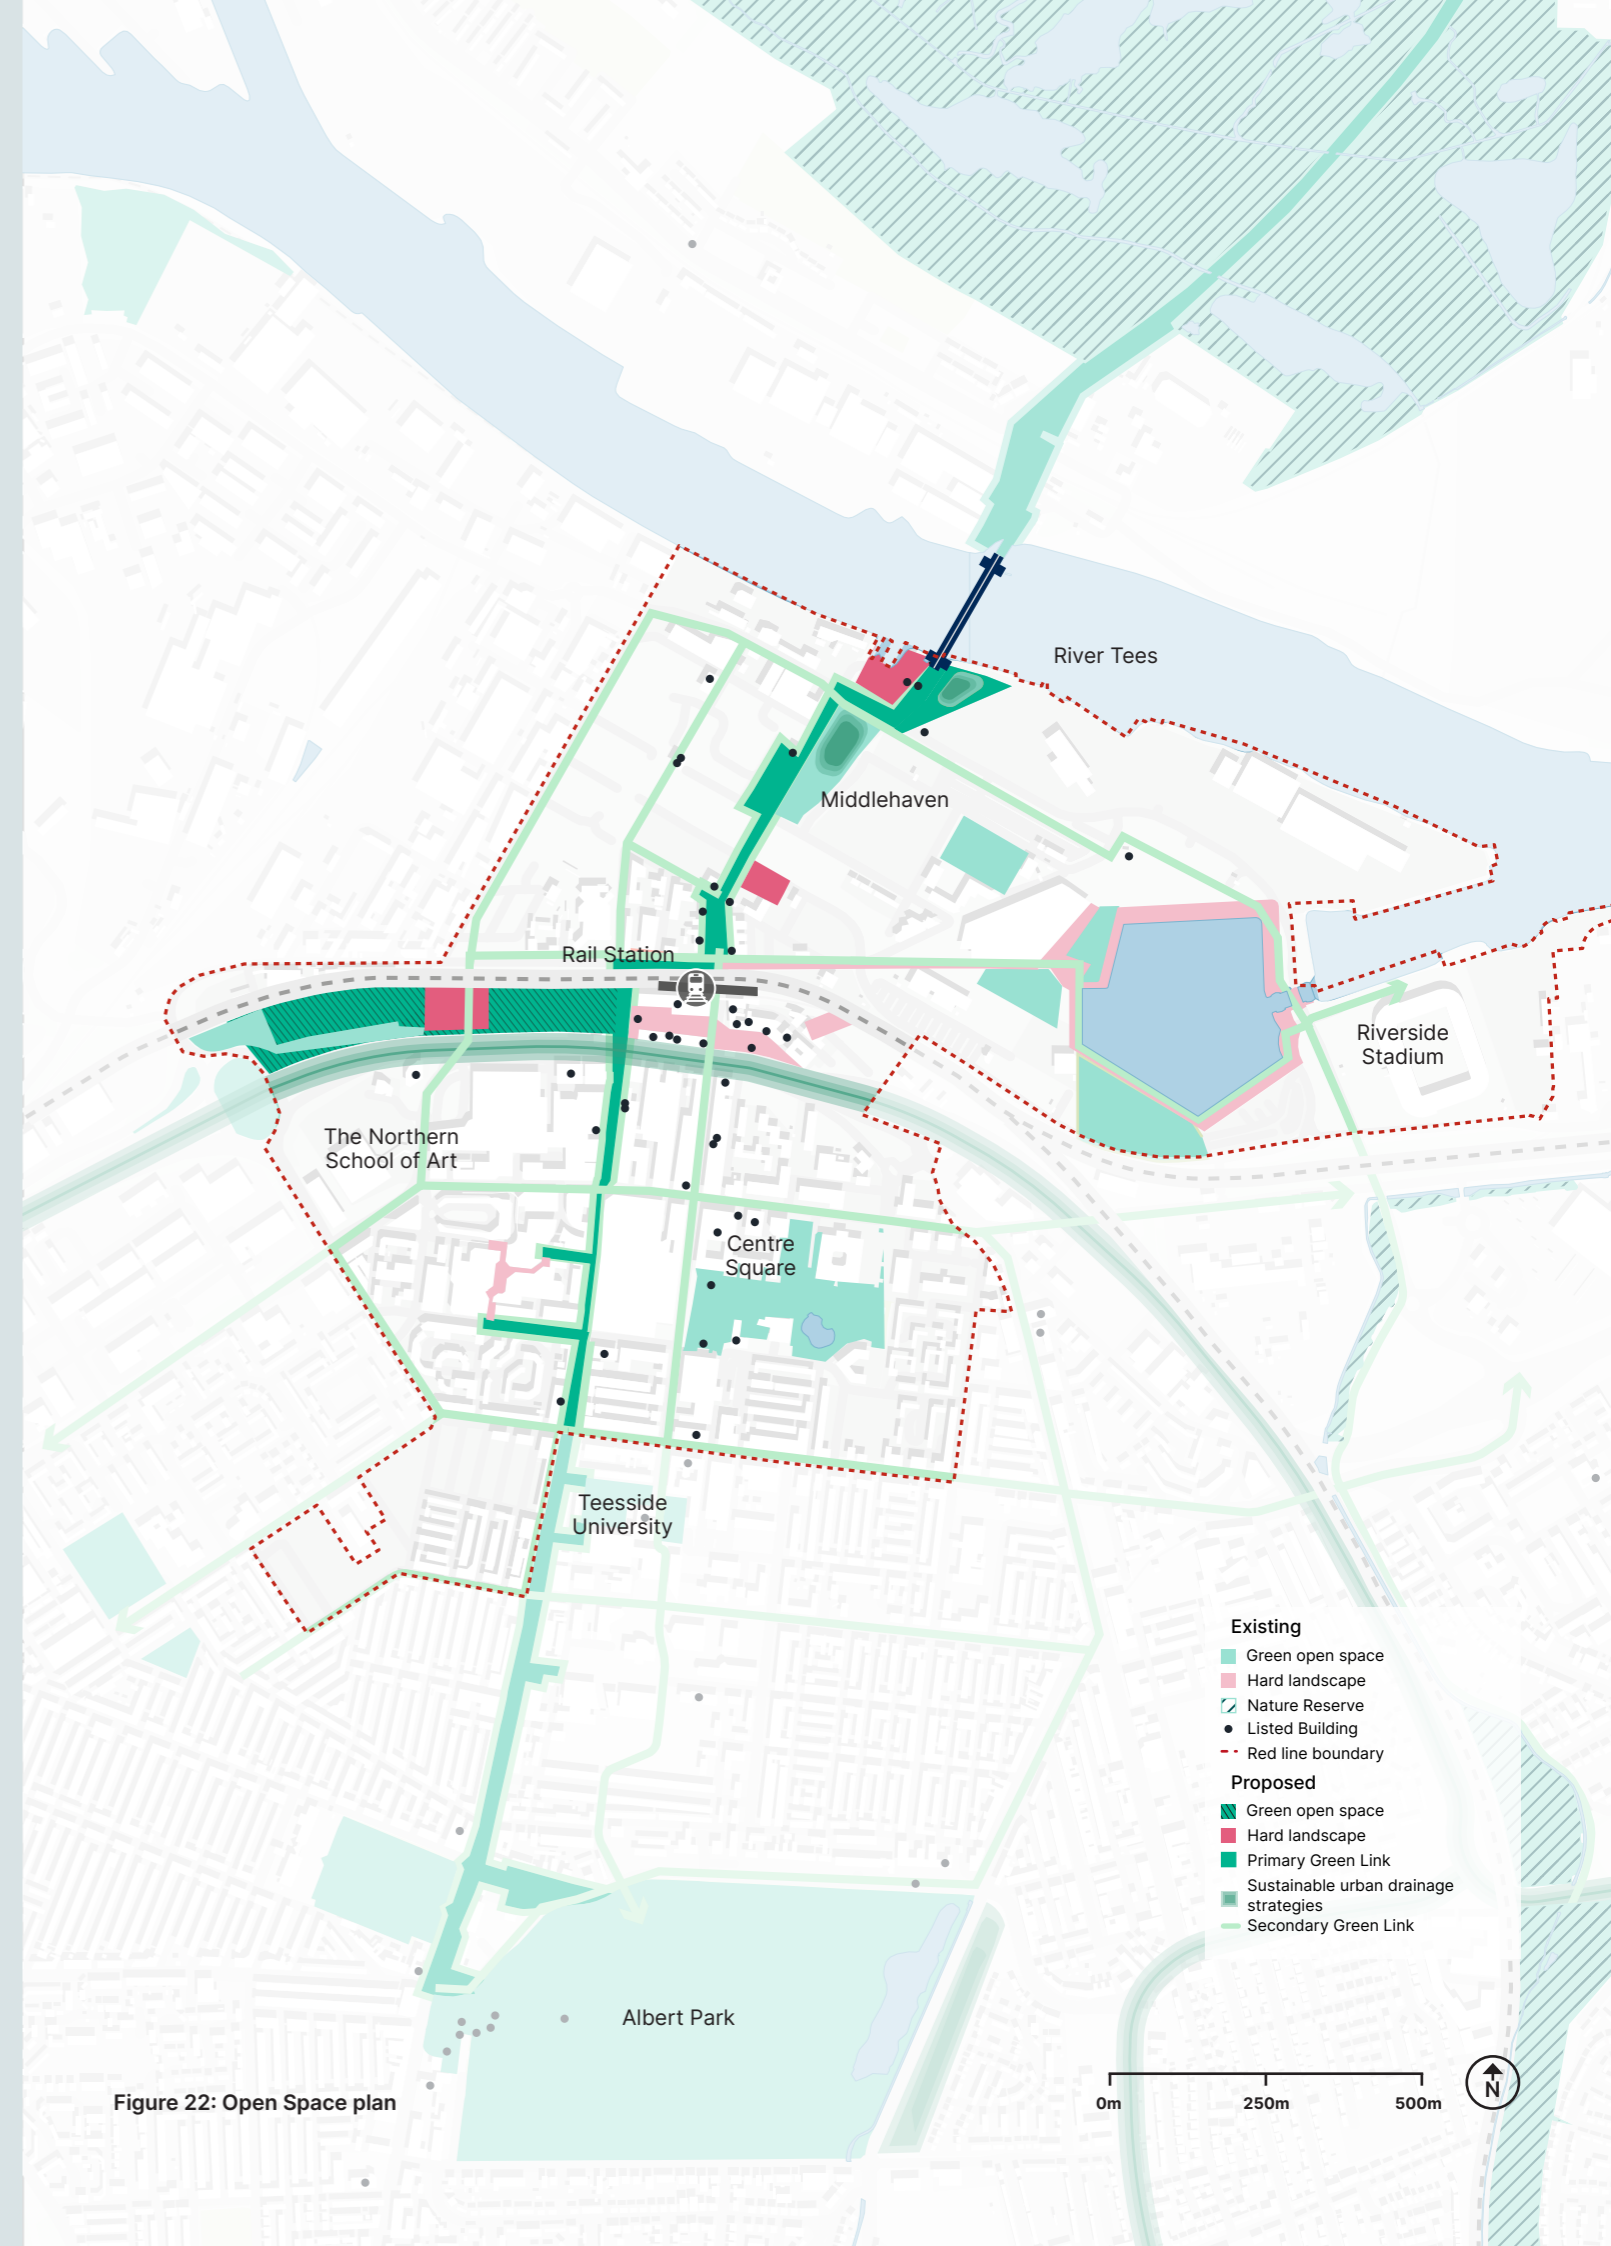 River Tees
Middlehaven
Rail Station
Riverside
Stadium
The Northern
School of Art
Centre
Square
Teesside
University
Existing
Green open space
Hard landscape
Nature Reserve
Listed Building
Red line boundary
Proposed
Green open space
Hard landscape
Primary Green Link
Sustainable urban drainage
strategies
Secondary Green Link
Albert Park
Figure 22: Open Space plan
0m 250m 500m
N